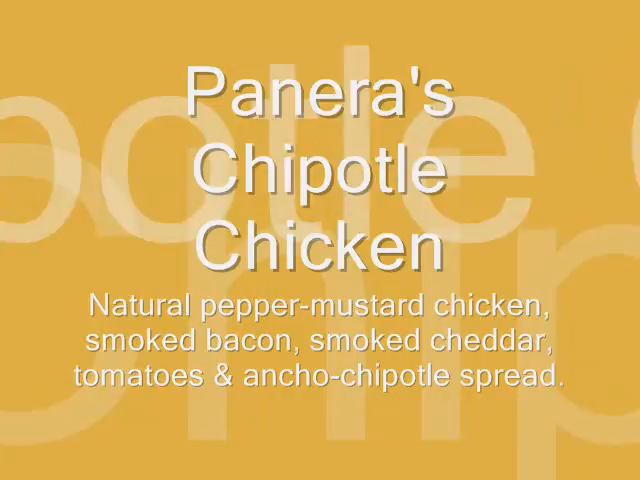 Panera's
Chipotle
Chicken
Natural pepper-mustard chicken,
smoked bacon, smoked cheddar,
tomatoes & ancho-chipotle spread.